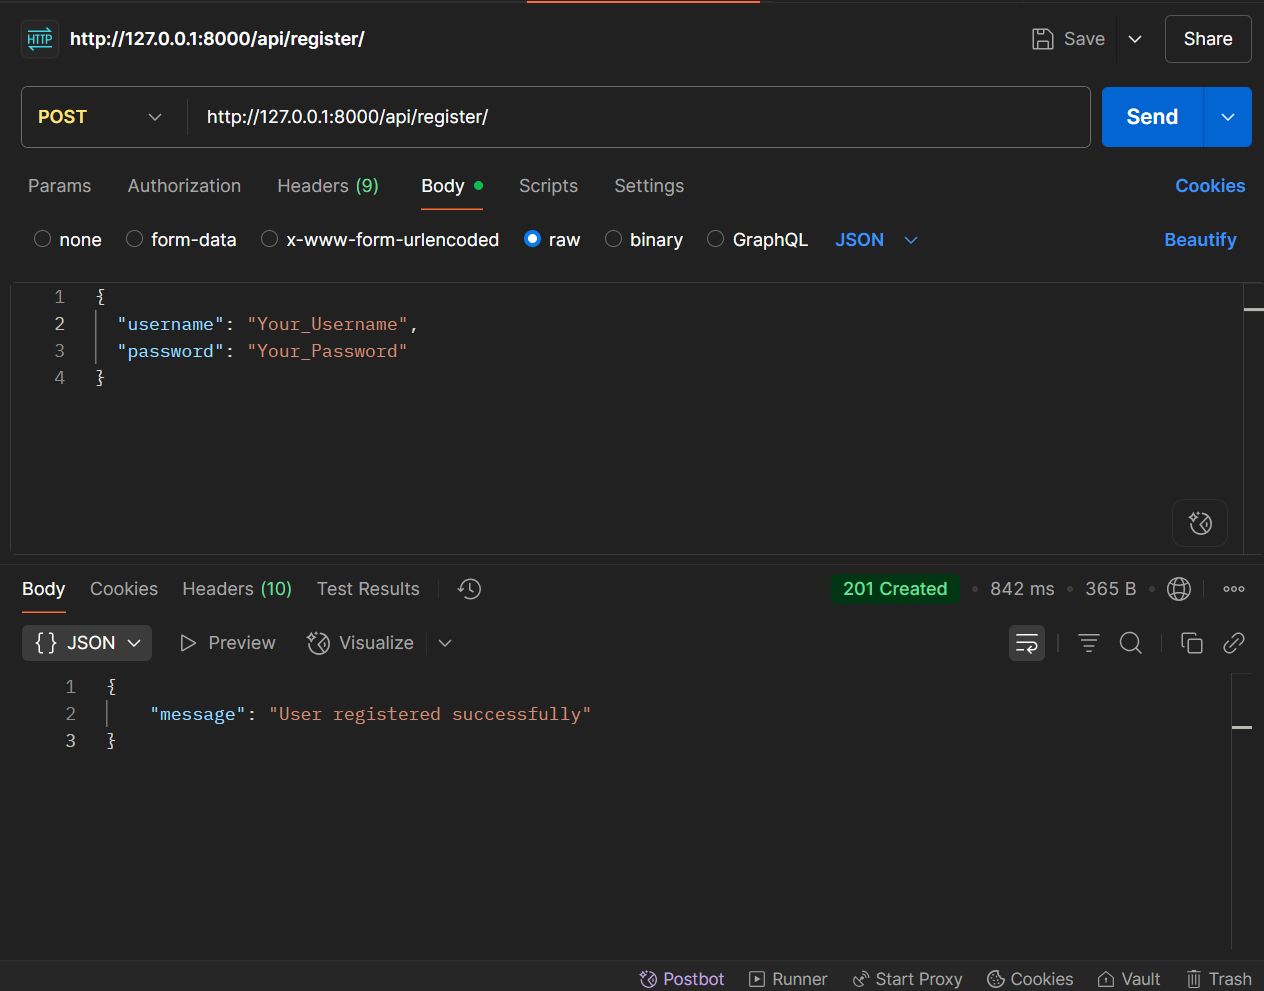 HTTP http://127.0.0.1:8000/api/register/ Save Share
POST http://127.0.0.1:8000/api/register/ Send
Params Authorization Headers (9) Body Scripts Settings Cookies
none form-data x-www-form-urlencoded raw binary GraphQL JSON Beautify
1 {
2 "username": "Your_Username",
3 "password": "Your_Password"
4 }
Body Cookies Headers (10) Test Results 201 Created 842 ms 365 B
{} JSON Preview Visualize
1 {
2 "message": "User registered successfully"
3 }
Postbot Runner Start Proxy Cookies Vault Trash